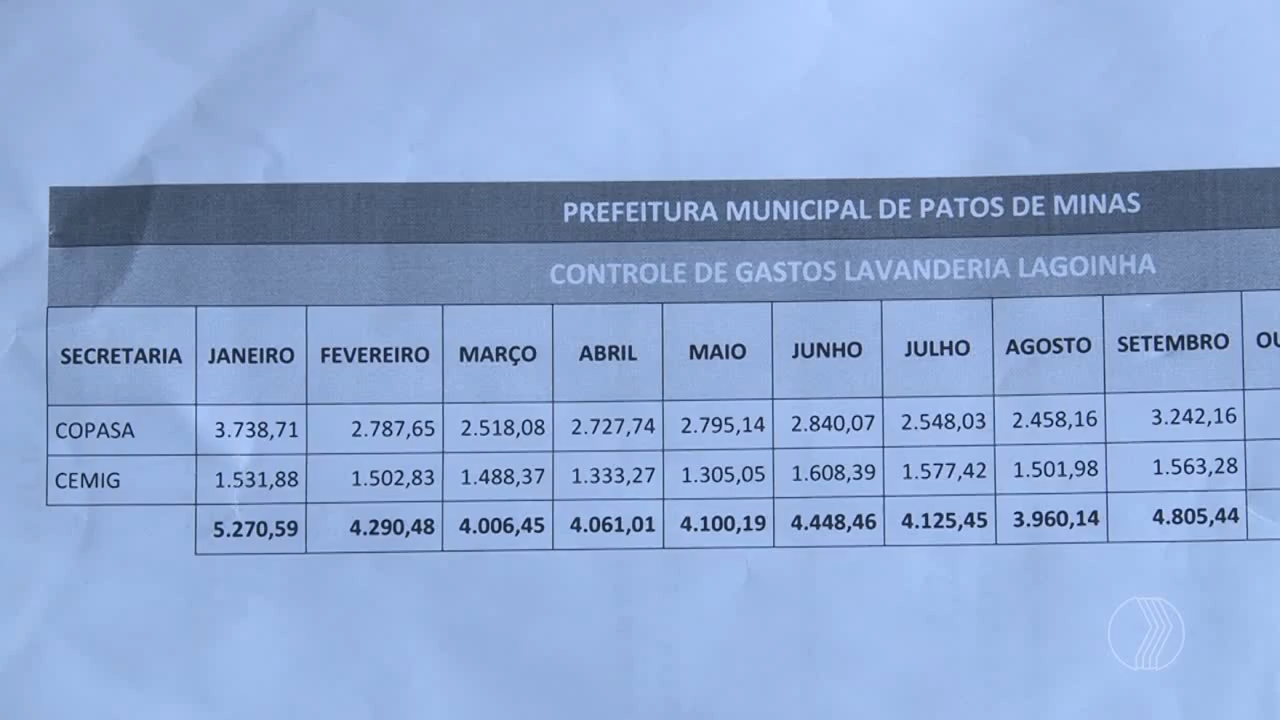 PREFEITURA MUNICIPAL DE PATOS DE MINAS
CONTROLE DE GASTOS LAVANDERIA LAGOINHA
SECRETARIA JANEIRO FEVEREIRO MARÇO ABRIL MAIO JUNHO JULHO AGOSTO SETEMBRO OU
COPASA 3.738,71 2.787,65 2.518,08 2.727,74 2.795,14 2.840,07 2.548,03 2.458,16 3.242,16
CEMIG 1.531,88 1.502,83 1.488,37 1.333,27 1.305,05 1.608,39 1.577,42 1.501,98 1.563,28
5.270,59 4.290,48 4.006,45 4.061,01 4.100,19 4.448,46 4.125,45 3.960,14 4.805,44